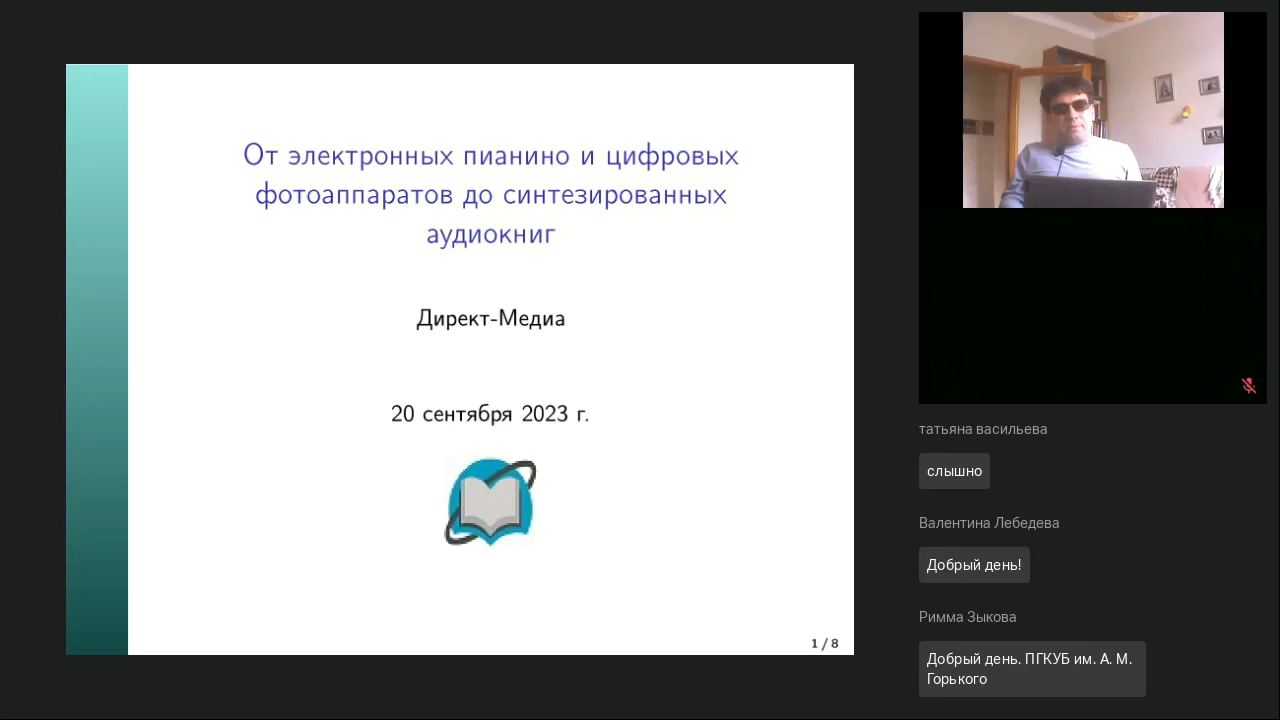 От электронных пианино и цифровых
фотоаппаратов до синтезированных
аудиокниг
Директ-Медиа
20 сентября 2023 г.
1 / 8
татьяна васильева
слышно
Валентина Лебедева
Добрый день!
Римма Зыкова
Добрый день. ПГКУБ им. А. М.
Горького